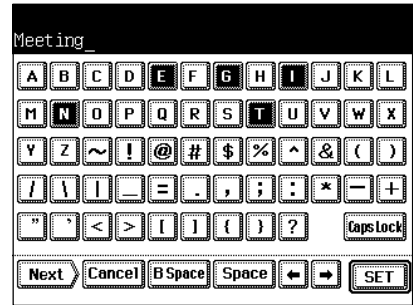 Meeting_
A B C D E F G H I J K L
M N O P Q R S T U V W X
Y Z ~ ! @ # $ % ^ & ( )
/ \ | _ = . , ; : * - +
" ' < > [ ] { } ? Caps Lock
Next Cancel B Space Space ← → SET